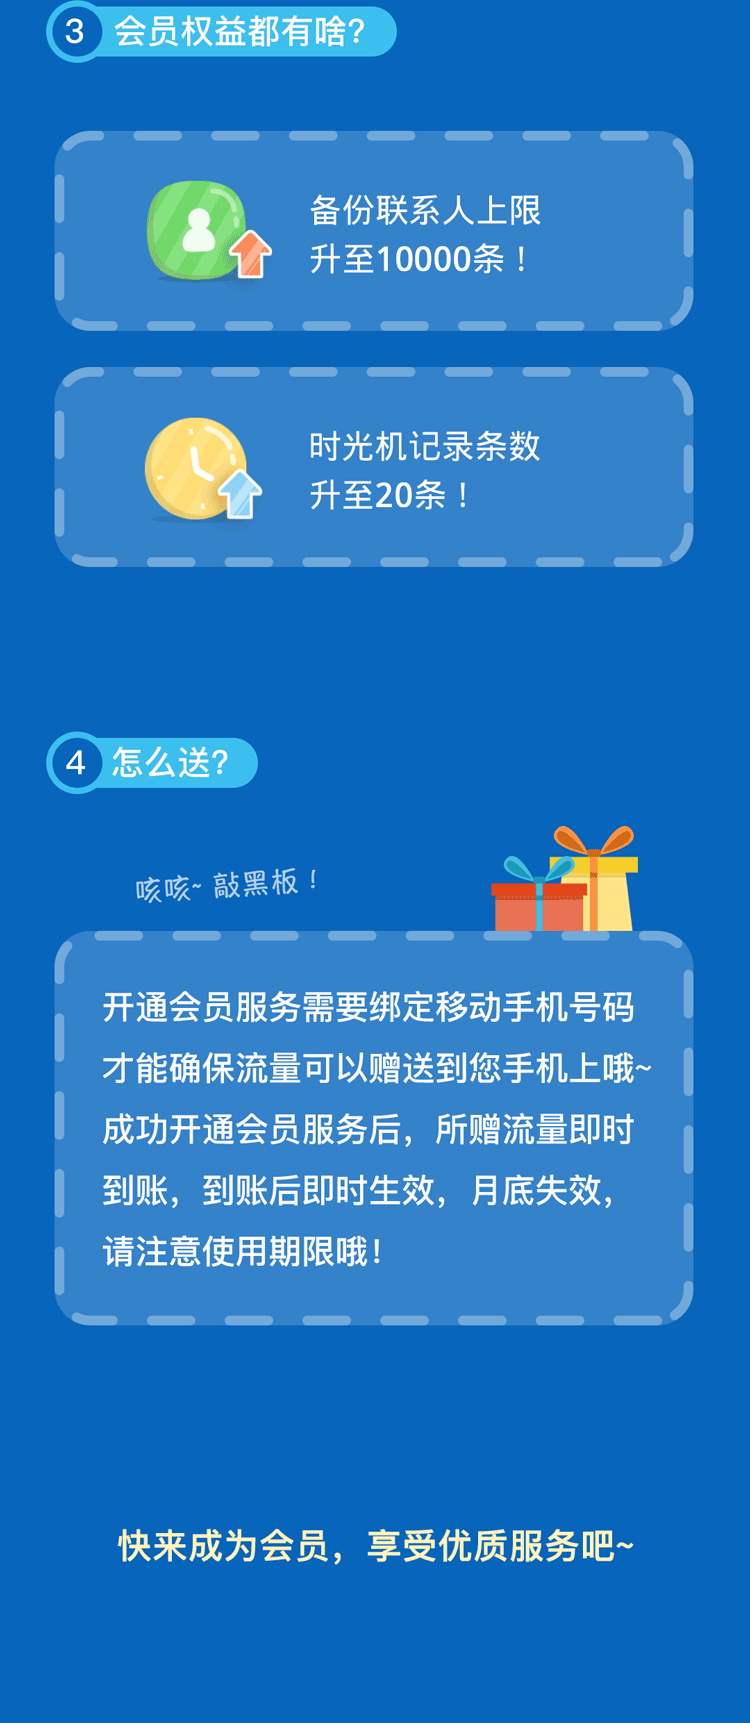 3 会员权益都有啥?
备份联系人上限
升至10000条！
时光机记录条数
升至20条！
4 怎么送?
咳咳~ 敲黑板！
开通会员服务需要绑定移动手机号码
才能确保流量可以赠送到您手机上哦~
成功开通会员服务后，所赠流量即时
到账，到账后即时生效，月底失效，
请注意使用期限哦！
快来成为会员，享受优质服务吧~